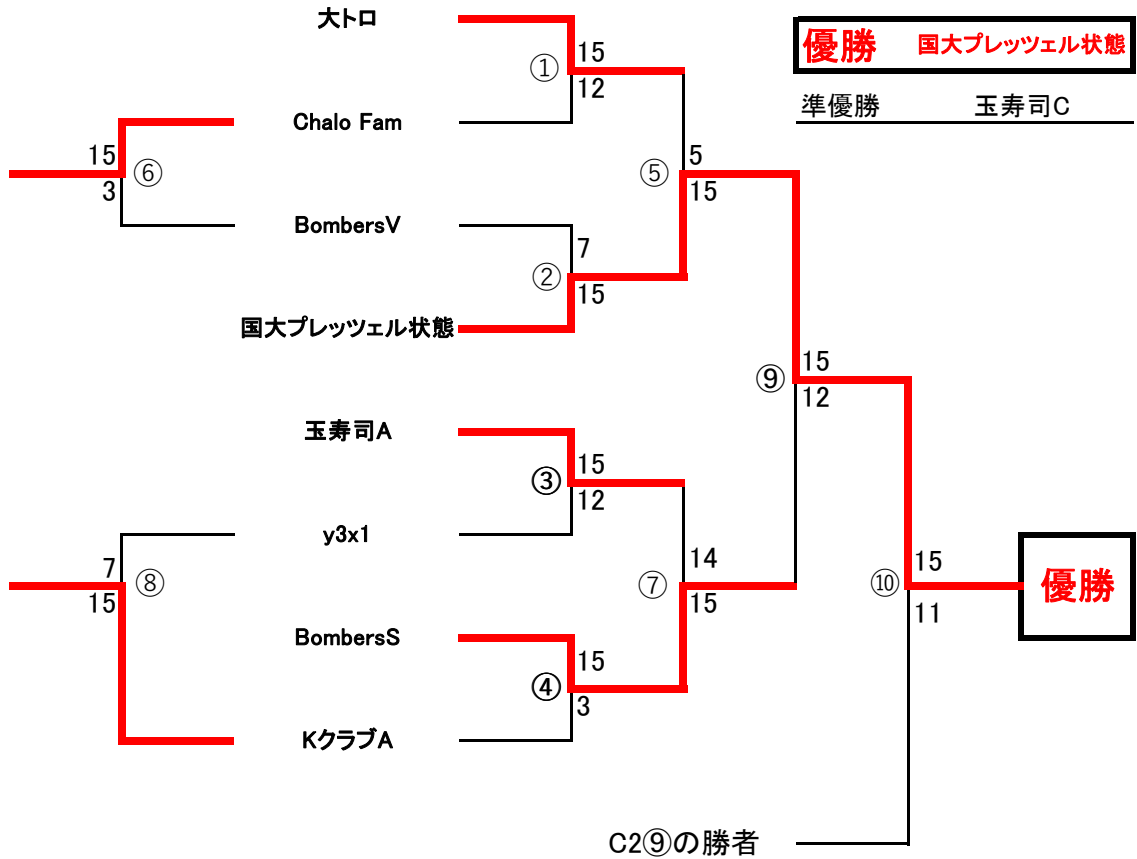 大トロ
優勝 国大プレッツェル状態
15
①
12
準優勝 玉寿司C
Chalo Fam
15
⑥
3
5
⑤
15
BombersV
7
②
15
国大プレッツェル状態
15
⑨
12
玉寿司A
15
③
12
y3x1
7
⑧
15
14
⑦
15
15
⑩
11
優勝
BombersS
15
④
3
KクラブA
C2⑨の勝者